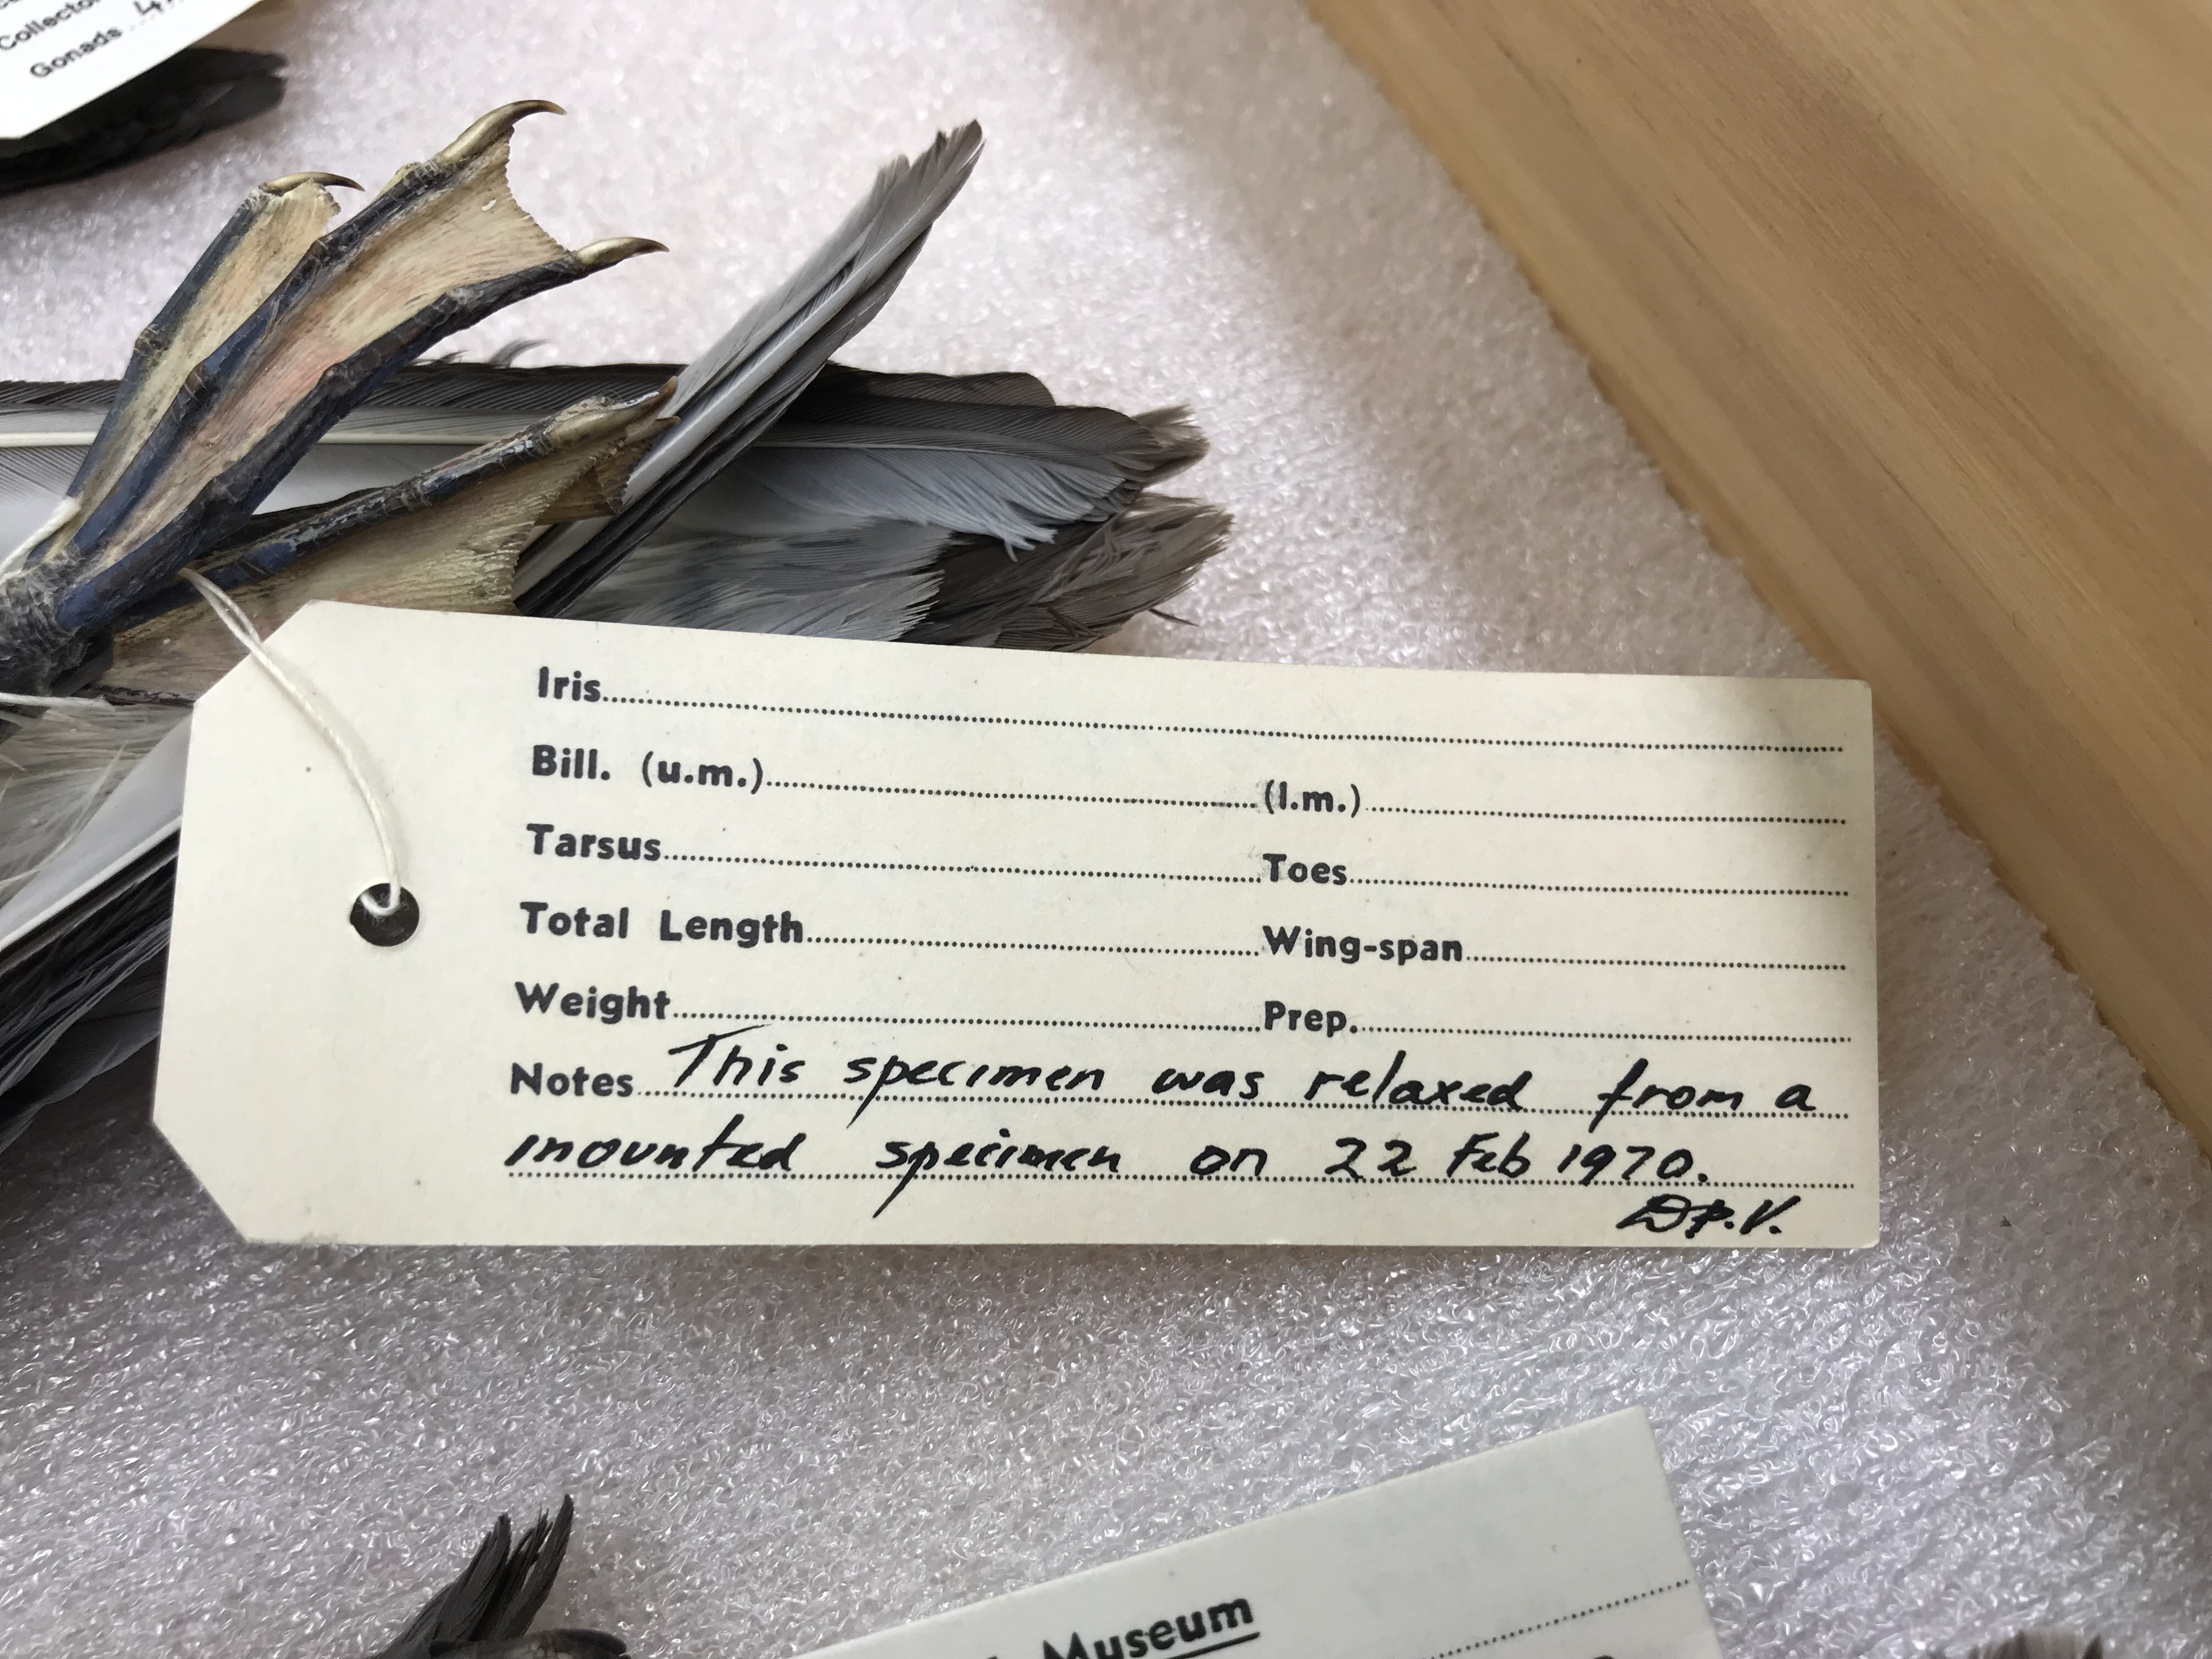 Iris
Bill. (u.m.) (l.m.)
Tarsus Toes
Total Length Wing-span
Weight Prep.
Notes This specimen was relaxed from a
mounted specimen on 22 Feb 1970.
Museum
Gonads